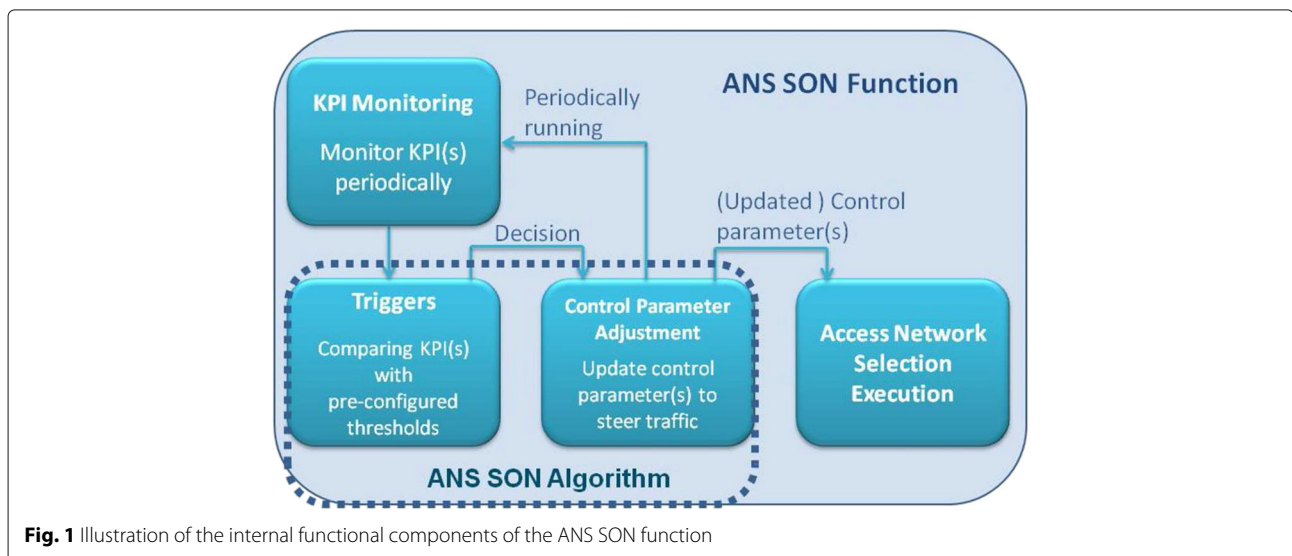 ANS SON Function
KPI Monitoring
Monitor KPI(s)
periodically
Periodically
running
Decision
(Updated ) Control
parameter(s)
Triggers
Comparing KPI(s)
with
pre-configured
thresholds
Control Parameter
Adjustment
Update control
parameter(s) to
steer traffic
Access Network
Selection
Execution
ANS SON Algorithm
Fig. 1 Illustration of the internal functional components of the ANS SON function